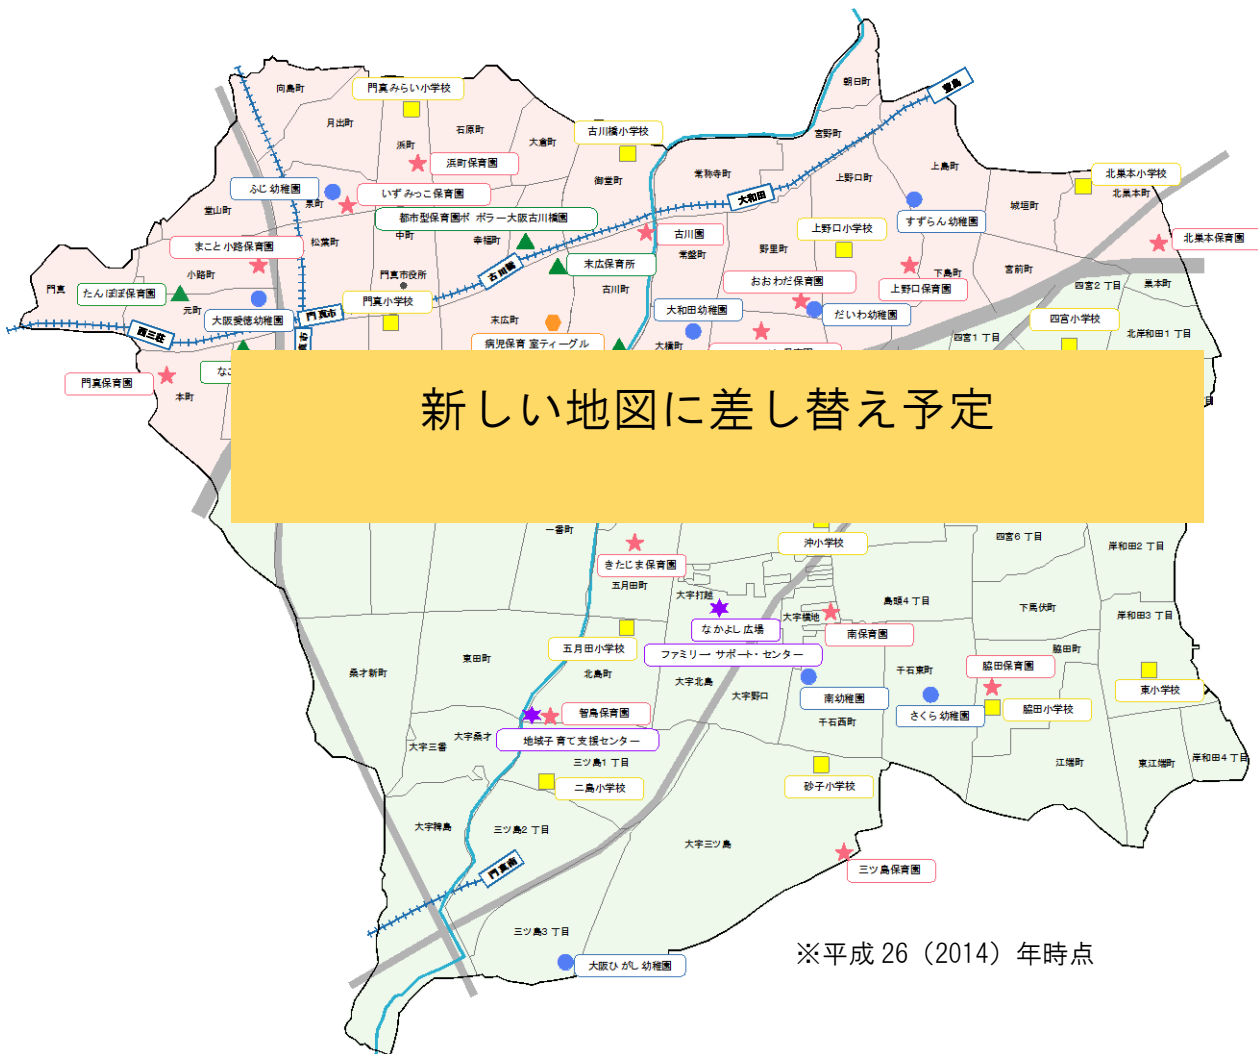 朝日町
向島町
門真みらい小学校
萱島
月出町
石原町
宮野町
古川橋小学校
大倉町
浜町
上島町
浜町保育園
常称寺町
上野口町
北巣本小学校
北巣本町
御堂町
ふじ幼稚園
泉町
いずみっこ保育園
大和田
城垣町
堂山町
都市型保育園ポポラー大阪古川橋園
すずらん幼稚園
上野口小学校
中町
幸福町
古川園
北巣本保育園
松葉町
まこと小路保育園
常盤町
野里町
門真
小路町
門真市役所
古川橋
末広保育所
下島町
宮前町
おおわだ保育園
上野口保育園
四宮2丁目
巣本町
たんぽぽ保育園
元町
門真小学校
古川町
大阪愛徳幼稚園
門真市
末広町
大和田幼稚園
だいわ幼稚園
四宮小学校
西三荘
病児保育室ティーグル
大橋町
四宮1丁目
北岸和田1丁目
門真保育園
本町
新しい地図に差し替え予定
一番町
沖小学校
四宮6丁目
岸和田2丁目
きたじま保育園
五月田町
大字打越
島頭4丁目
下馬伏町
岸和田3丁目
なかよし広場
大字横地
南保育園
五月田小学校
ファミリー・サポート・センター
脇田町
桑才新町
東田町
北島町
大字北島
千石東町
脇田保育園
大字野口
南幼稚園
さくら幼稚園
脇田小学校
東小学校
智鳥保育園
千石西町
大字桑才
地域子育て支援センター
大字三番
三ツ島1丁目
江端町
東江端町
岸和田4丁目
二島小学校
砂子小学校
大字稗島
三ツ島2丁目
大字三ツ島
門真南
三ツ島保育園
三ツ島3丁目
※平成26（2014）年時点
大阪ひがし幼稚園